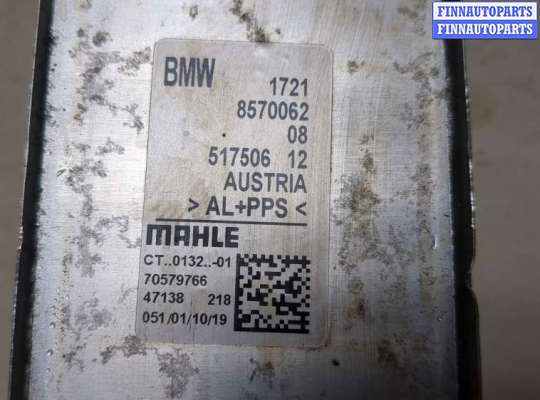 FINNAUTOPARTS
FINNAUTOPARTS
BMW 1721
8570062
08
517506 12
AUSTRIA
> AL+PPS <
MAHLE
CT..0132..-01
70579766
47138 218
051/01/10/19